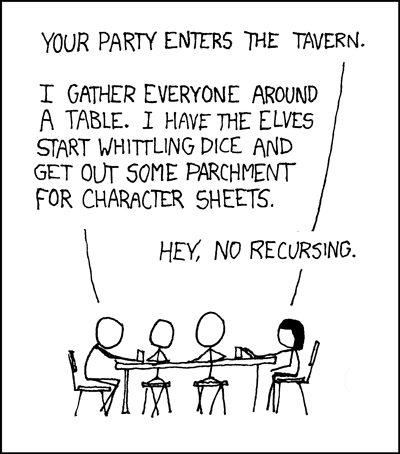 YOUR PARTY ENTERS THE TAVERN.
I GATHER EVERYONE AROUND
A TABLE. I HAVE THE ELVES
START WHITTLING DICE AND
GET OUT SOME PARCHMENT
FOR CHARACTER SHEETS.
HEY, NO RECURSING.